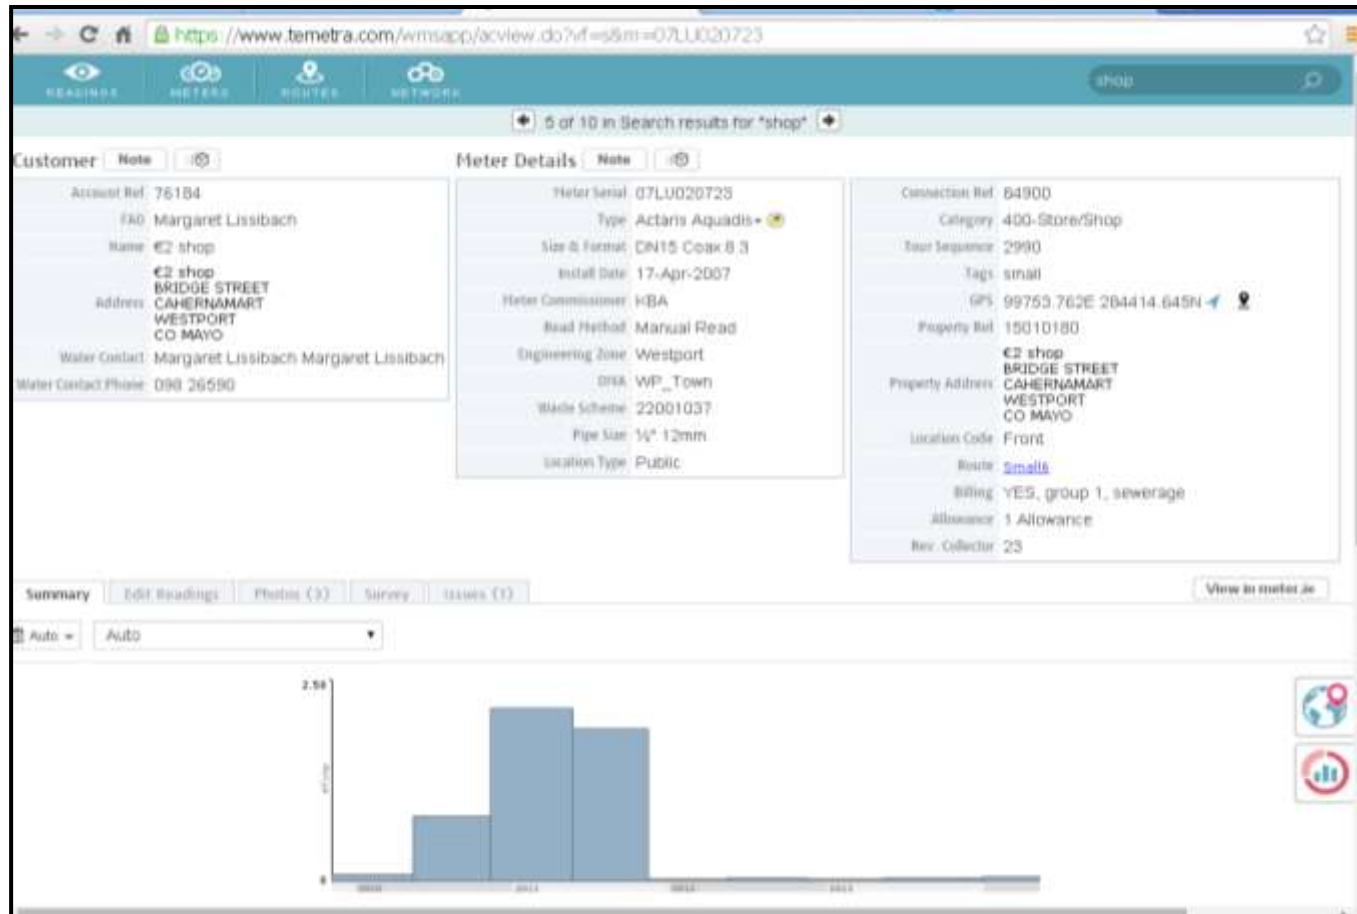 https://www.temetra.com/wmsapp/acview.do?vf=s&m=07LU020723
READINGS METERS ROUTES NETWORK
shop
5 of 10 in Search results for "shop"
Customer Note
Account Ref 76184
FAO Margaret Lissibach
Name €2 shop
Address €2 shop
BRIDGE STREET
CAHERNAMART
WESTPORT
CO MAYO
Water Contact Margaret Lissibach Margaret Lissibach
Water Contact Phone 098 26590
Meter Details Note
Meter Serial 07LU020723
Type Actaris Aquadis+
Size & Format DN15 Coax 8.3
Install Date 17-Apr-2007
Meter Commissioner KBA
Read Method Manual Read
Engineering Zone Westport
DMA WP_Town
Waste Scheme 22001037
Pipe Size ½" 12mm
Location Type Public
Connection Ref 64900
Category 400-Store/Shop
Tour Sequence 2990
Tags small
GPS 99753.762E 284414.645N
Property Ref 15010180
Property Address €2 shop
BRIDGE STREET
CAHERNAMART
WESTPORT
CO MAYO
Location Code Front
Route Small6
Billing YES, group 1, sewerage
Allowance 1 Allowance
Rev. Collector 23
Summary Edit Readings Photos (3) Survey Issues (1)
View in meter.ie
Auto Auto
2.50
0